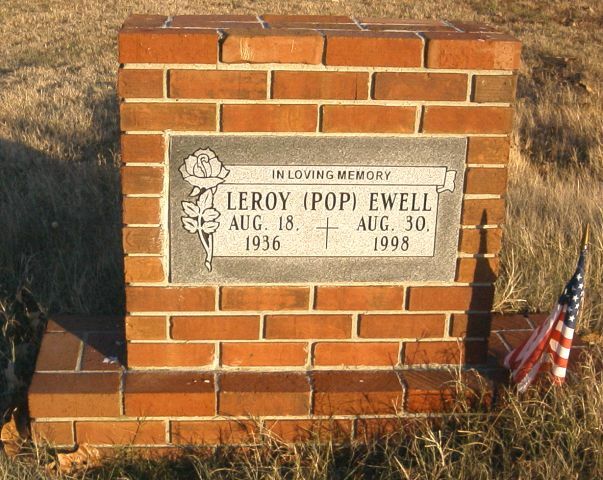 IN LOVING MEMORY
LEROY (POP) EWELL
AUG. 18, AUG. 30,
1936 1998